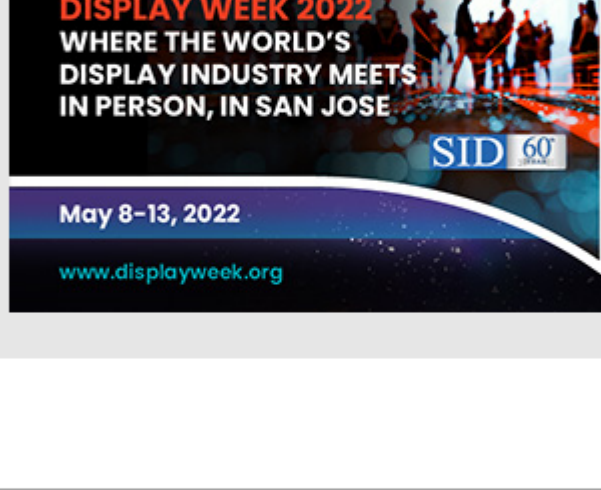 DISPLAY WEEK 2022
WHERE THE WORLD'S
DISPLAY INDUSTRY MEETS
IN PERSON, IN SAN JOSE
SID 60
May 8-13, 2022
www.displayweek.org